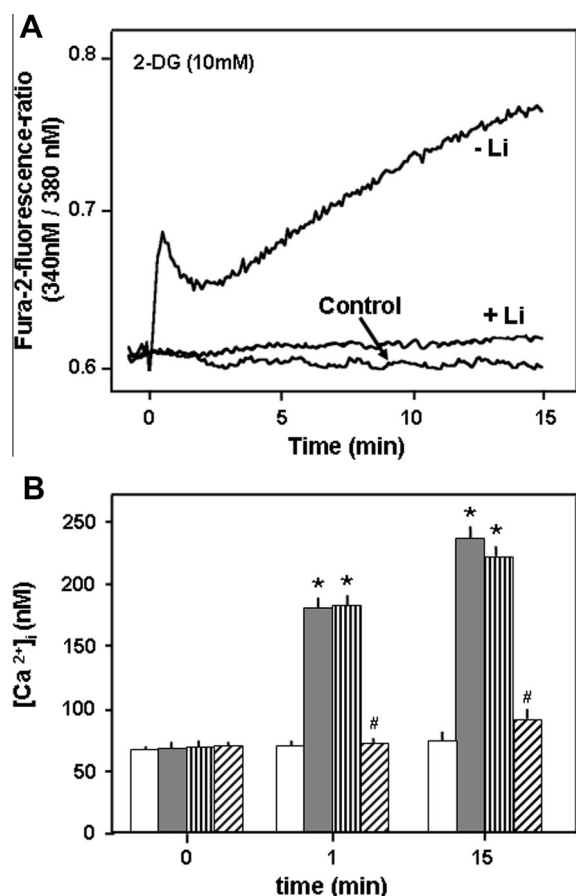 A
2-DG (10mM)
Fura-2-fluorescence-ratio
(340nM / 380 nM)
0.8
0.7
0.6
- Li
Control
+ Li
0 5 10 15
Time (min)
B
[Ca 2+]i (nM)
250
200
150
100
50
0
* * #
* * #
0 1 15
time (min)